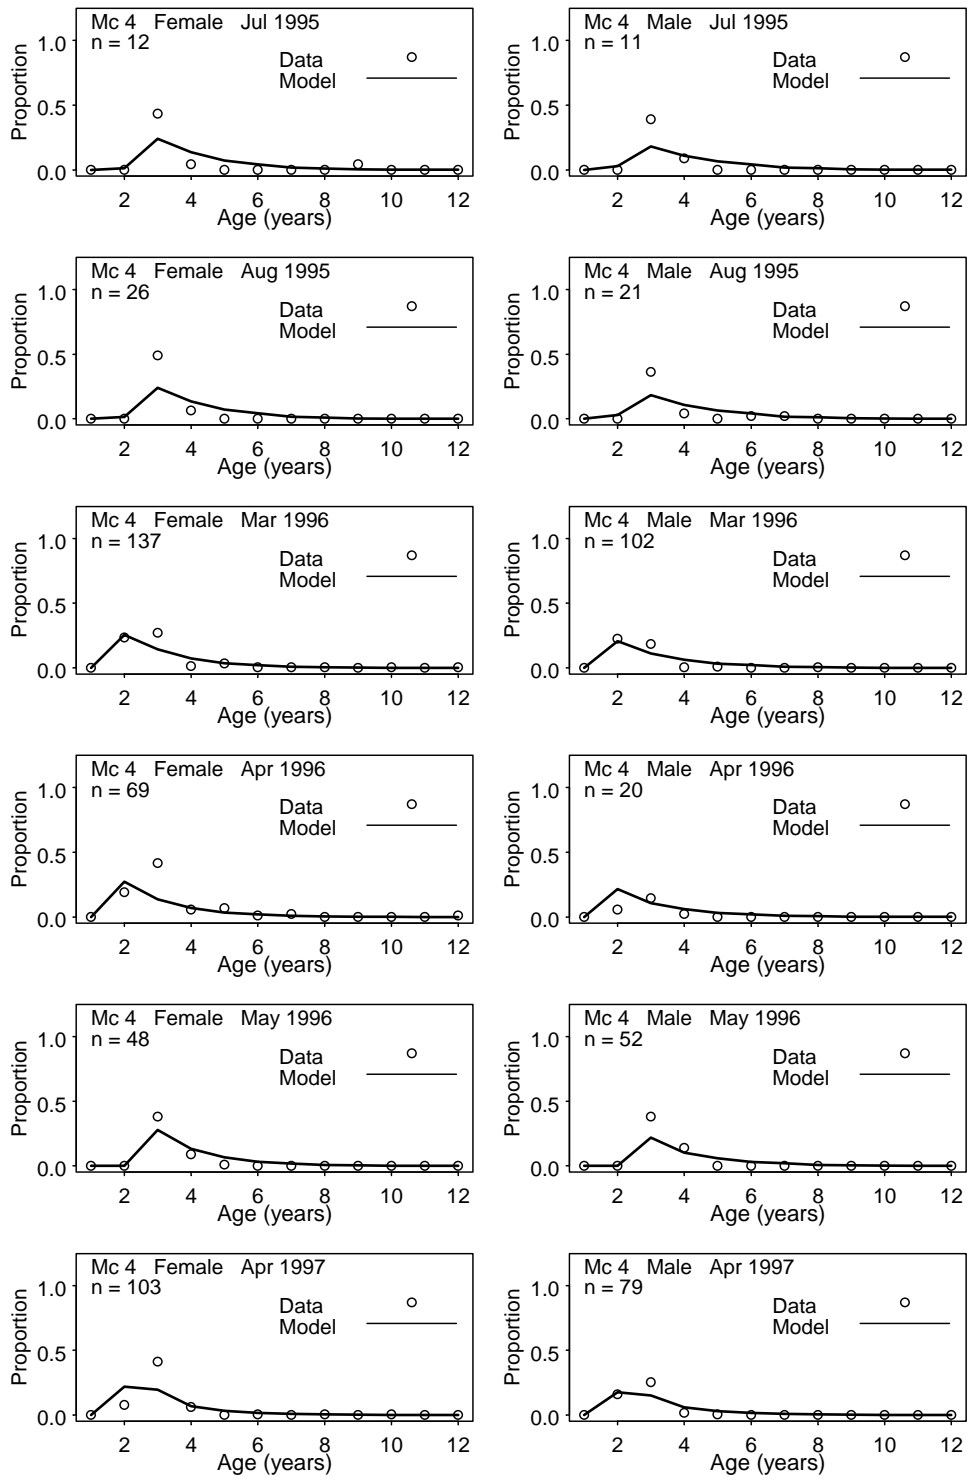 Mc 4 Female Jul 1995
n = 12
Data
Model
Proportion
1.0
0.5
0.0
2 4 6 8 10 12
Age (years)
Mc 4 Male Jul 1995
n = 11
Data
Model
Proportion
1.0
0.5
0.0
2 4 6 8 10 12
Age (years)
Mc 4 Female Aug 1995
n = 26
Data
Model
Proportion
1.0
0.5
0.0
2 4 6 8 10 12
Age (years)
Mc 4 Male Aug 1995
n = 21
Data
Model
Proportion
1.0
0.5
0.0
2 4 6 8 10 12
Age (years)
Mc 4 Female Mar 1996
n = 137
Data
Model
Proportion
1.0
0.5
0.0
2 4 6 8 10 12
Age (years)
Mc 4 Male Mar 1996
n = 102
Data
Model
Proportion
1.0
0.5
0.0
2 4 6 8 10 12
Age (years)
Mc 4 Female Apr 1996
n = 69
Data
Model
Proportion
1.0
0.5
0.0
2 4 6 8 10 12
Age (years)
Mc 4 Male Apr 1996
n = 20
Data
Model
Proportion
1.0
0.5
0.0
2 4 6 8 10 12
Age (years)
Mc 4 Female May 1996
n = 48
Data
Model
Proportion
1.0
0.5
0.0
2 4 6 8 10 12
Age (years)
Mc 4 Male May 1996
n = 52
Data
Model
Proportion
1.0
0.5
0.0
2 4 6 8 10 12
Age (years)
Mc 4 Female Apr 1997
n = 103
Data
Model
Proportion
1.0
0.5
0.0
2 4 6 8 10 12
Age (years)
Mc 4 Male Apr 1997
n = 79
Data
Model
Proportion
1.0
0.5
0.0
2 4 6 8 10 12
Age (years)